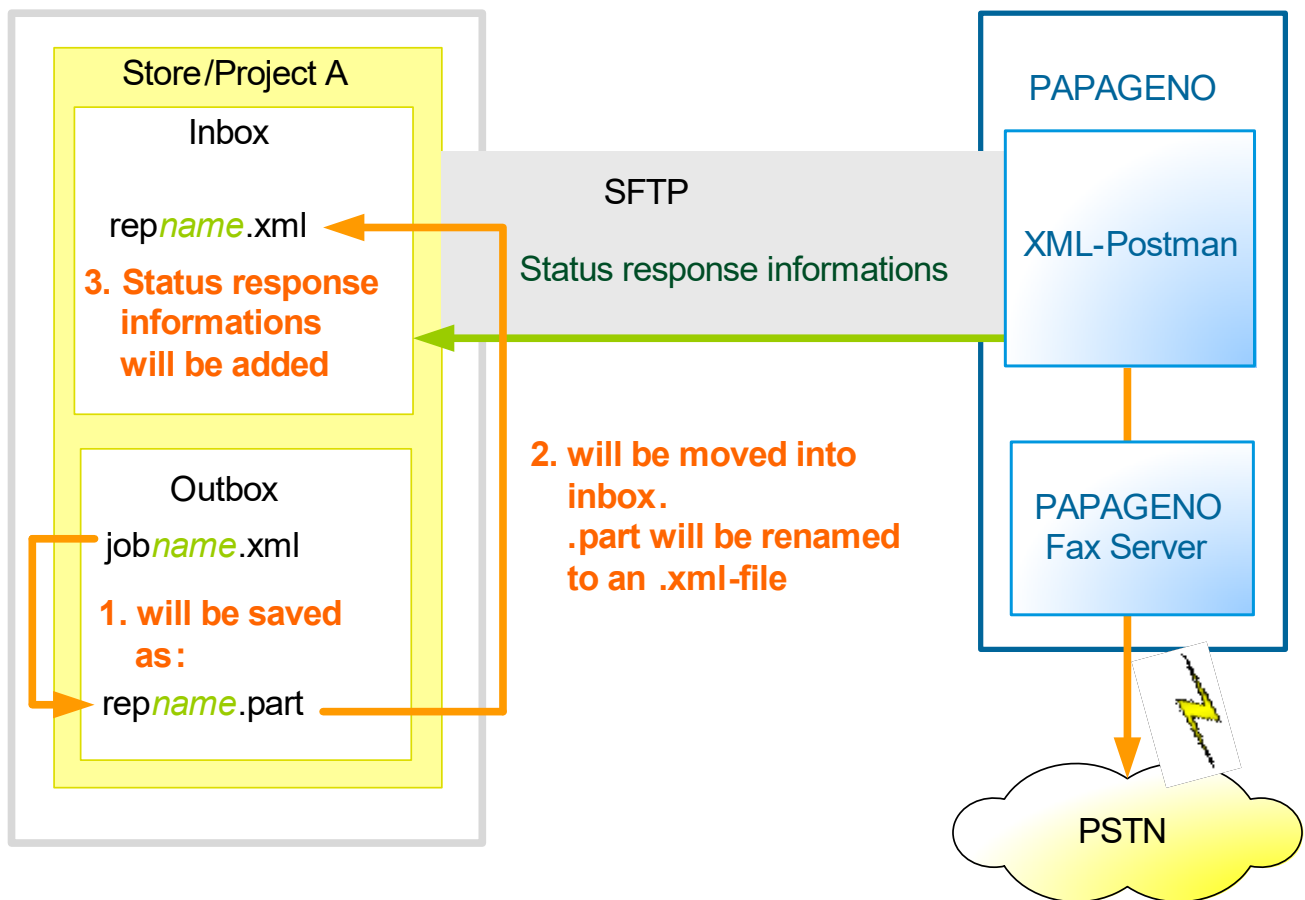 Store/Project A
Inbox
repname.xml
3. Status response
informations
will be added
Outbox
jobname.xml
1. will be saved
as:
repname.part
SFTP
Status response informations
2. will be moved into
inbox.
.part will be renamed
to an .xml-file
PAPAGENO
XML-Postman
PAPAGENO
Fax Server
PSTN